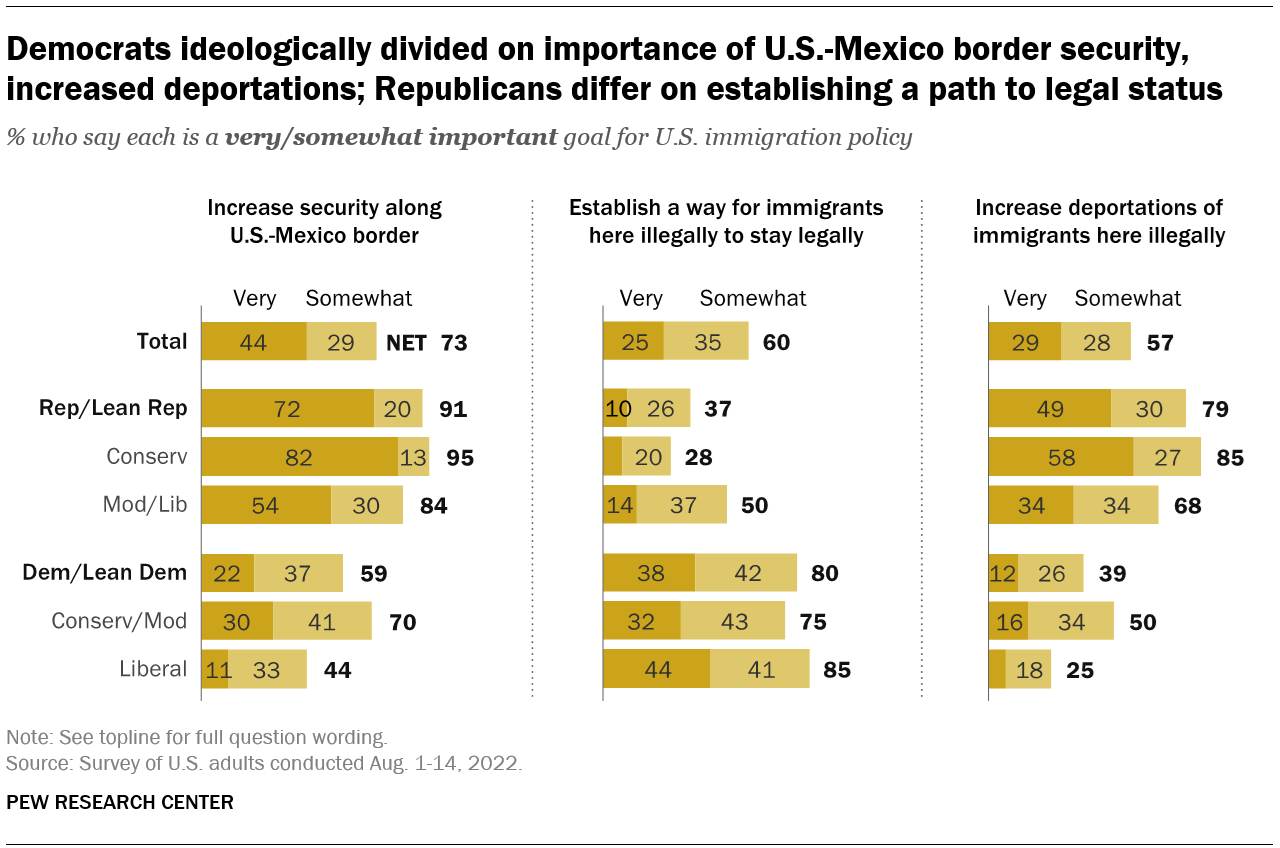 Democrats ideologically divided on importance of U.S.-Mexico border security,
increased deportations; Republicans differ on establishing a path to legal status
% who say each is a very/somewhat important goal for U.S. immigration policy
Increase security along
U.S.-Mexico border
Establish a way for immigrants
here illegally to stay legally
Increase deportations of
immigrants here illegally
Very Somewhat Very Somewhat Very Somewhat
Total 44 29 NET 73 25 35 60 29 28 57
Rep/Lean Rep 72 20 91 10 26 37 49 30 79
Conserv 82 13 95 20 28 58 27 85
Mod/Lib 54 30 84 14 37 50 34 34 68
Dem/Lean Dem 22 37 59 38 42 80 12 26 39
Conserv/Mod 30 41 70 32 43 75 16 34 50
Liberal 11 33 44 44 41 85 18 25
Note: See topline for full question wording.
Source: Survey of U.S. adults conducted Aug. 1-14, 2022.
PEW RESEARCH CENTER